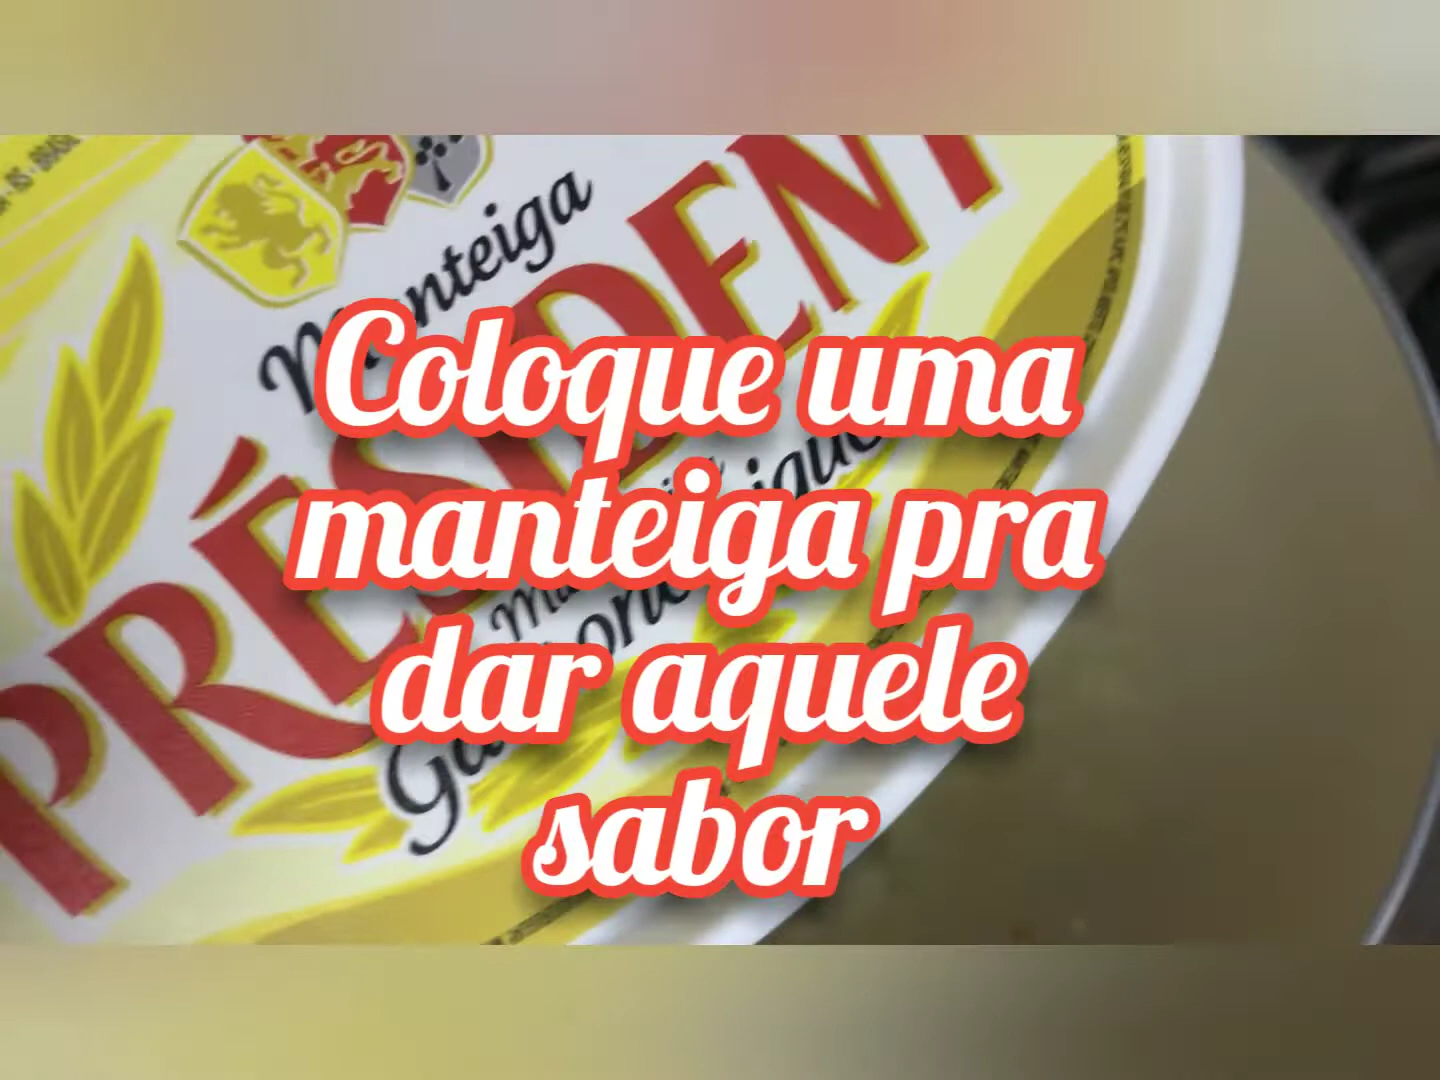 Manteiga
PRÉSIDENT
Coloque uma
manteiga pra
dar aquele
sabor